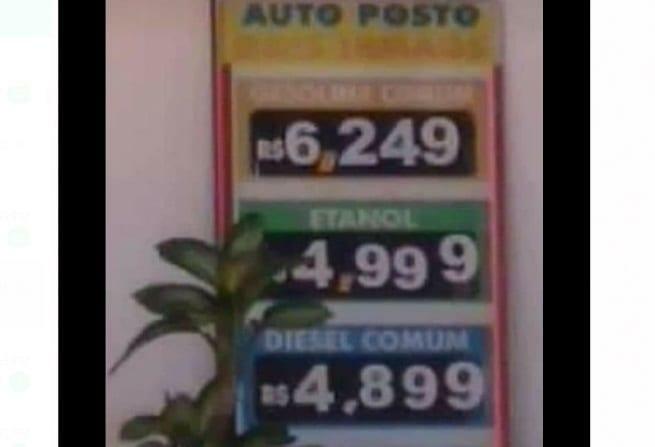 AUTO POSTO
GASOLINA COMUM
R$6,249
ETANOL
$4,999
DIESEL COMUM
R$4,899